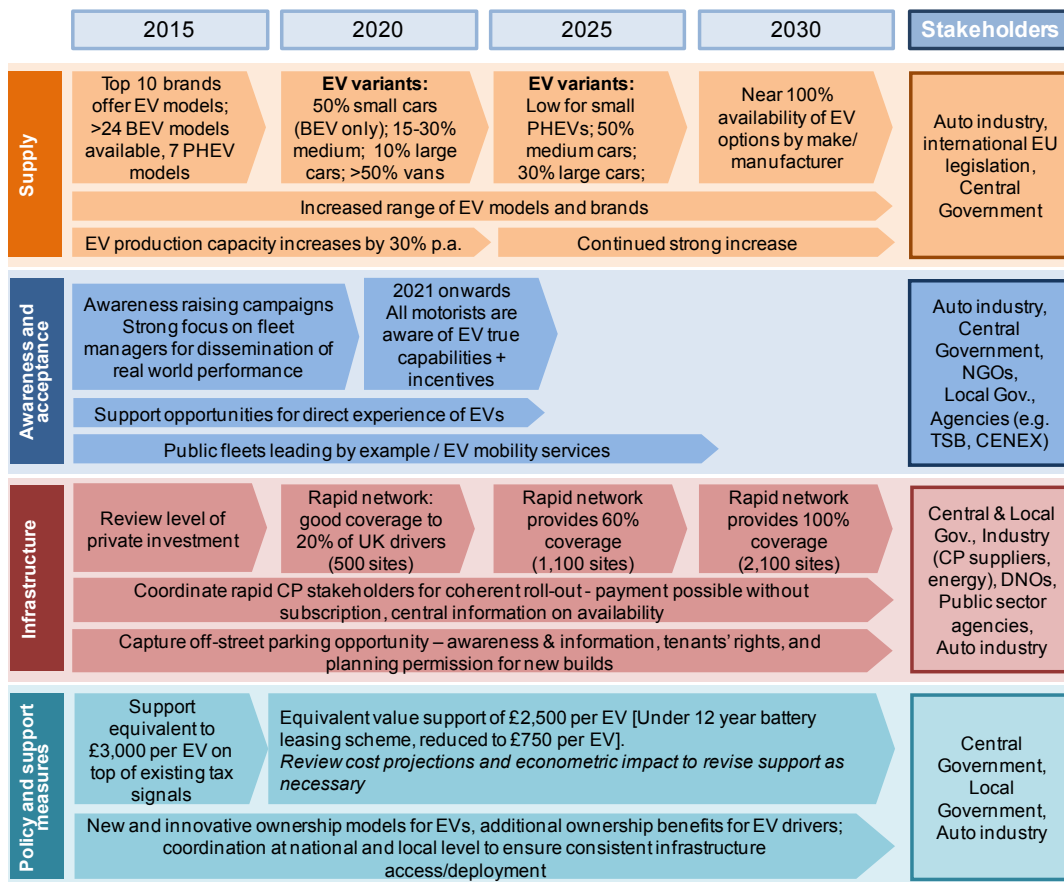 2015
2020
2025
2030
Stakeholders
Supply
Top 10 brands
offer EV models;
>24 BEV models
available, 7 PHEV
models
EV variants:
50% small cars
(BEV only); 15-30%
medium; 10% large
cars; >50% vans
EV variants:
Low for small
PHEVs; 50%
medium cars;
30% large cars;
Near 100%
availability of EV
options by make/
manufacturer
Increased range of EV models and brands
EV production capacity increases by 30% p.a.
Continued strong increase
Auto industry,
international EU
legislation,
Central
Government
Awareness and
acceptance
Awareness raising campaigns
Strong focus on fleet
managers for dissemination of
real world performance
2021 onwards
All motorists are
aware of EV true
capabilities +
incentives
Support opportunities for direct experience of EVs
Public fleets leading by example / EV mobility services
Auto industry,
Central
Government,
NGOs,
Local Gov.,
Agencies (e.g.
TSB, CENEX)
Infrastructure
Review level of
private investment
Rapid network:
good coverage to
20% of UK drivers
(500 sites)
Rapid network
provides 60%
coverage
(1,100 sites)
Rapid network
provides 100%
coverage
(2,100 sites)
Coordinate rapid CP stakeholders for coherent roll-out - payment possible without
subscription, central information on availability
Capture off-street parking opportunity – awareness & information, tenants' rights, and
planning permission for new builds
Central & Local
Gov., Industry
(CP suppliers,
energy), DNOs,
Public sector
agencies,
Auto industry
Policy and support
measures
Support
equivalent to
£3,000 per EV on
top of existing tax
signals
Equivalent value support of £2,500 per EV [Under 12 year battery
leasing scheme, reduced to £750 per EV].
Review cost projections and econometric impact to revise support as
necessary
New and innovative ownership models for EVs, additional ownership benefits for EV drivers;
coordination at national and local level to ensure consistent infrastructure
access/deployment
Central
Government,
Local
Government,
Auto industry